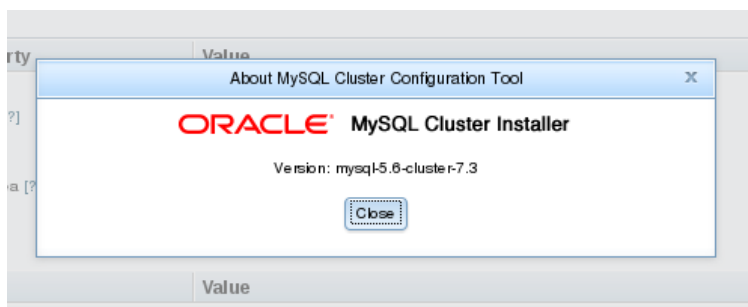 rty Value
About MySQL Cluster Configuration Tool x
?]
ORACLE MySQL Cluster Installer
Version: mysql-5.6-cluster-7.3
ea [?
Close
Value